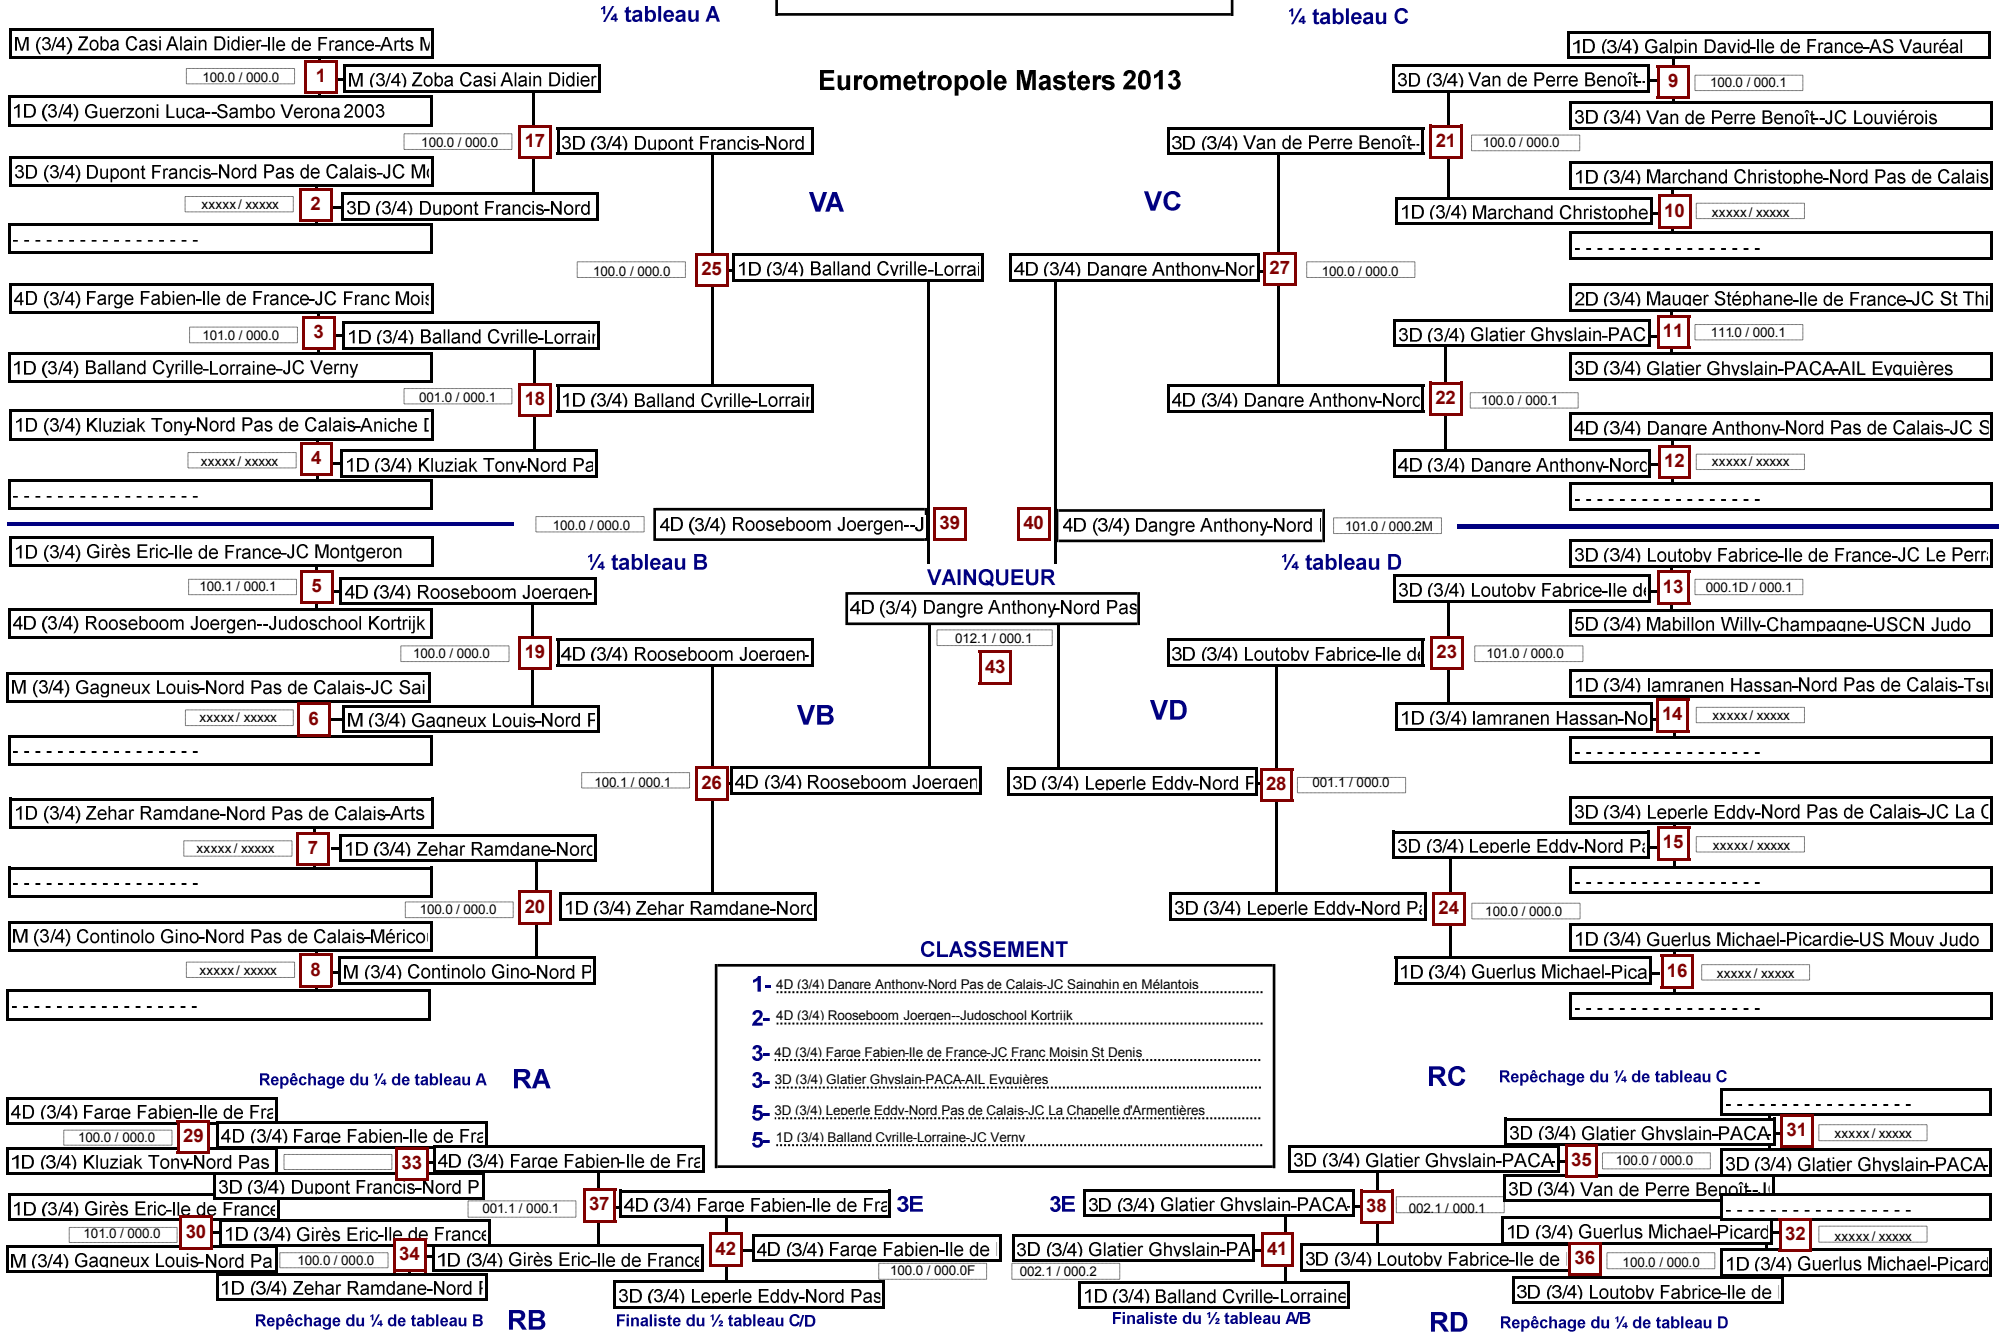 ¼ tableau A
¼ tableau C
Eurometropole Masters 2013
M (3/4) Zoba Casi Alain Didier-Ile de France-Arts M
100.0 / 000.0
1
M (3/4) Zoba Casi Alain Didier
1D (3/4) Guerzoni Luca--Sambo Verona 2003
100.0 / 000.0
17
3D (3/4) Dupont Francis-Nord
3D (3/4) Dupont Francis-Nord Pas de Calais-JC Mo
xxxxx / xxxxx
2
3D (3/4) Dupont Francis-Nord
- - - - - - - - - - - - - - - - -
VA
100.0 / 000.0
25
1D (3/4) Balland Cyrille-Lorrai
4D (3/4) Farge Fabien-Ile de France-JC Franc Mois
101.0 / 000.0
3
1D (3/4) Balland Cyrille-Lorrain
1D (3/4) Balland Cyrille-Lorraine-JC Verny
001.0 / 000.1
18
1D (3/4) Balland Cyrille-Lorrain
1D (3/4) Kluziak Tony-Nord Pas de Calais-Aniche
xxxxx / xxxxx
4
1D (3/4) Kluziak Tony-Nord Pa
- - - - - - - - - - - - - - - - -
1D (3/4) Galpin David-Ile de France-AS Vauréal
3D (3/4) Van de Perre Benoît-
9
100.0 / 000.1
3D (3/4) Van de Perre Benoît--JC Louviérois
3D (3/4) Van de Perre Benoît--
21
100.0 / 000.0
1D (3/4) Marchand Christophe-Nord Pas de Calais
1D (3/4) Marchand Christophe
10
xxxxx / xxxxx
- - - - - - - - - - - - - - - - -
VC
4D (3/4) Dangre Anthony-Nor
27
100.0 / 000.0
2D (3/4) Mauger Stéphane-Ile de France-JC St Thi
3D (3/4) Glatier Ghyslain-PAC
11
111.0 / 000.1
3D (3/4) Glatier Ghyslain-PACA-AIL Eyguières
4D (3/4) Dangre Anthony-Nord
22
100.0 / 000.1
4D (3/4) Dangre Anthony-Nord Pas de Calais-JC S
4D (3/4) Dangre Anthony-Nord
12
xxxxx / xxxxx
- - - - - - - - - - - - - - - - -
100.0 / 000.0
4D (3/4) Rooseboom Joergen--J
39
40
4D (3/4) Dangre Anthony-Nord
101.0 / 000.2M
¼ tableau B
¼ tableau D
VAINQUEUR
4D (3/4) Dangre Anthony-Nord Pas
012.1 / 000.1
43
1D (3/4) Girès Eric-Ile de France-JC Montgeron
100.1 / 000.1
5
4D (3/4) Rooseboom Joergen-
4D (3/4) Rooseboom Joergen--Judoschool Kortrijk
100.0 / 000.0
19
4D (3/4) Rooseboom Joergen-
M (3/4) Gagneux Louis-Nord Pas de Calais-JC Sai
xxxxx / xxxxx
6
M (3/4) Gagneux Louis-Nord P
- - - - - - - - - - - - - - - - -
VB
100.1 / 000.1
26
4D (3/4) Rooseboom Joergen
1D (3/4) Zehar Ramdane-Nord Pas de Calais-Arts
xxxxx / xxxxx
7
1D (3/4) Zehar Ramdane-Nord
- - - - - - - - - - - - - - - - -
100.0 / 000.0
20
1D (3/4) Zehar Ramdane-Nord
M (3/4) Continolo Gino-Nord Pas de Calais-Mérico
xxxxx / xxxxx
8
M (3/4) Continolo Gino-Nord P
- - - - - - - - - - - - - - - - -
3D (3/4) Loutoby Fabrice-Ile de France-JC Le Perra
3D (3/4) Loutoby Fabrice-Ile de
13
000.1D / 000.1
5D (3/4) Mabillon Willy-Champagne-USCN Judo
3D (3/4) Loutoby Fabrice-Ile de
23
101.0 / 000.0
1D (3/4) Iamranen Hassan-Nord Pas de Calais-Tsu
1D (3/4) Iamranen Hassan-No
14
xxxxx / xxxxx
- - - - - - - - - - - - - - - - -
VD
3D (3/4) Leperle Eddy-Nord P
28
001.1 / 000.0
3D (3/4) Leperle Eddy-Nord Pas de Calais-JC La C
3D (3/4) Leperle Eddy-Nord Pa
15
xxxxx / xxxxx
- - - - - - - - - - - - - - - - -
3D (3/4) Leperle Eddy-Nord Pa
24
100.0 / 000.0
1D (3/4) Guerlus Michael-Picardie-US Mouy Judo
1D (3/4) Guerlus Michael-Pica
16
xxxxx / xxxxx
- - - - - - - - - - - - - - - - -
CLASSEMENT
1- 4D (3/4) Dangre Anthony-Nord Pas de Calais-JC Sainghin en Mélantois
2- 4D (3/4) Rooseboom Joergen--Judoschool Kortrijk
3- 4D (3/4) Farge Fabien-Ile de France-JC Franc Moisin St Denis
3- 3D (3/4) Glatier Ghyslain-PACA-AIL Eyguières
5- 3D (3/4) Leperle Eddy-Nord Pas de Calais-JC La Chapelle d'Armentières
5- 1D (3/4) Balland Cyrille-Lorraine-JC Verny
Repêchage du ¼ de tableau A RA
4D (3/4) Farge Fabien-Ile de Fra
100.0 / 000.0
29
4D (3/4) Farge Fabien-Ile de Fra
1D (3/4) Kluziak Tony-Nord Pas
33
4D (3/4) Farge Fabien-Ile de Fra
3D (3/4) Dupont Francis-Nord P
1D (3/4) Girès Eric-Ile de France
001.1 / 000.1
37
4D (3/4) Farge Fabien-Ile de Fra
3E
101.0 / 000.0
30
1D (3/4) Girès Eric-Ile de France
M (3/4) Gagneux Louis-Nord Pa
100.0 / 000.0
34
1D (3/4) Girès Eric-Ile de France
1D (3/4) Zehar Ramdane-Nord P
42
4D (3/4) Farge Fabien-Ile de
100.0 / 000.0F
3D (3/4) Leperle Eddy-Nord Pas
Repêchage du ¼ de tableau B RB
Finaliste du ½ tableau C/D
RC Repêchage du ¼ de tableau C
- - - - - - - - - - - - - - - - -
3D (3/4) Glatier Ghyslain-PACA-
31
xxxxx / xxxxx
3D (3/4) Glatier Ghyslain-PACA-
35
100.0 / 000.0
3D (3/4) Glatier Ghyslain-PACA-
3D (3/4) Van de Perre Benoît--J
- - - - - - - - - - - - - - - - -
3E
3D (3/4) Glatier Ghyslain-PACA-
38
002.1 / 000.1
1D (3/4) Guerlus Michael-Picard
32
xxxxx / xxxxx
3D (3/4) Glatier Ghyslain-PA
41
3D (3/4) Loutoby Fabrice-Ile de
36
100.0 / 000.0
1D (3/4) Guerlus Michael-Picard
002.1 / 000.2
1D (3/4) Balland Cyrille-Lorraine
3D (3/4) Loutoby Fabrice-Ile de
Finaliste du ½ tableau A/B
RD Repêchage du ¼ de tableau D